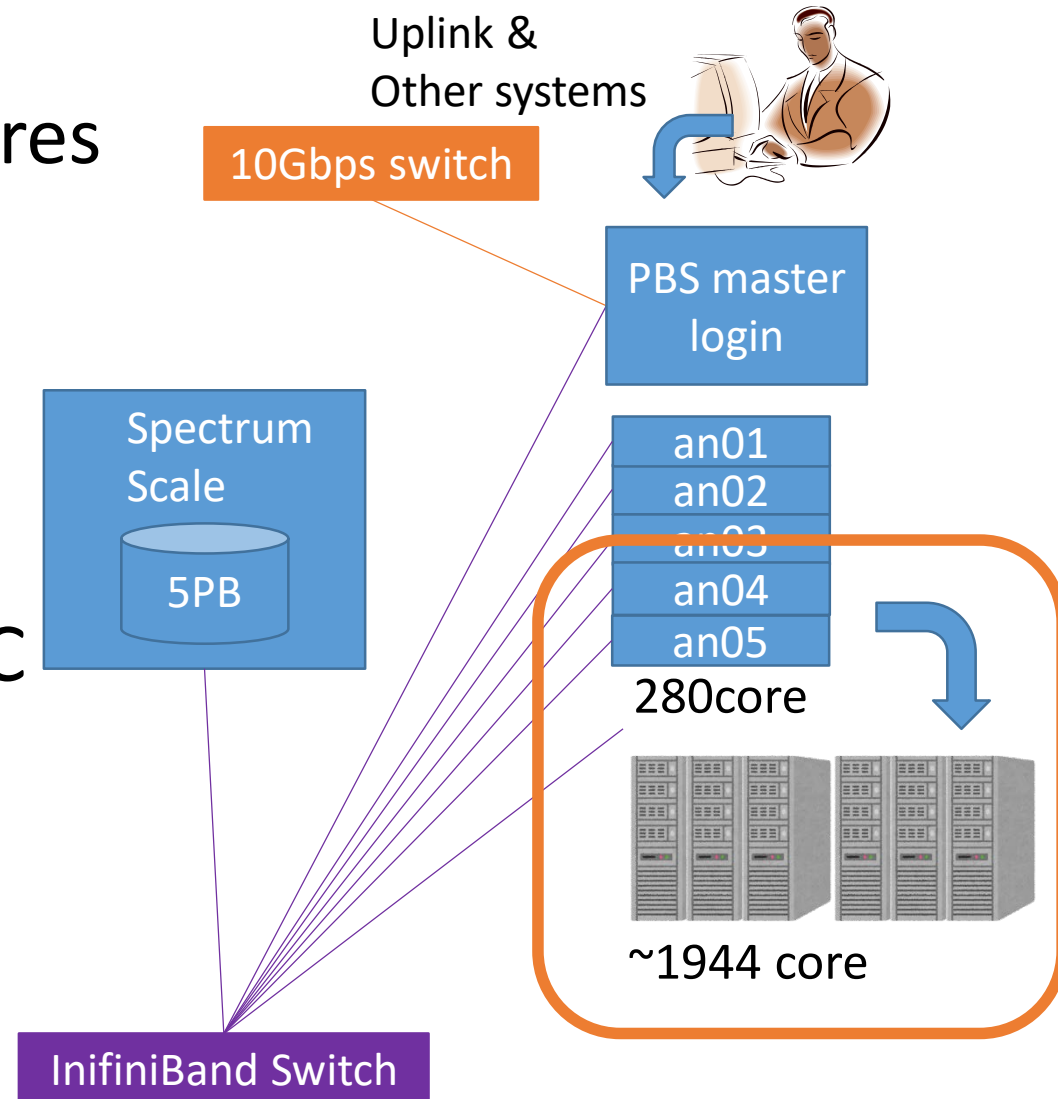 Uplink &
Other systems
res
10Gbps switch
PBS master
login
Spectrum
Scale
5PB
an01
an02
an03
an04
an05
C
280core
~1944 core
InifiniBand Switch